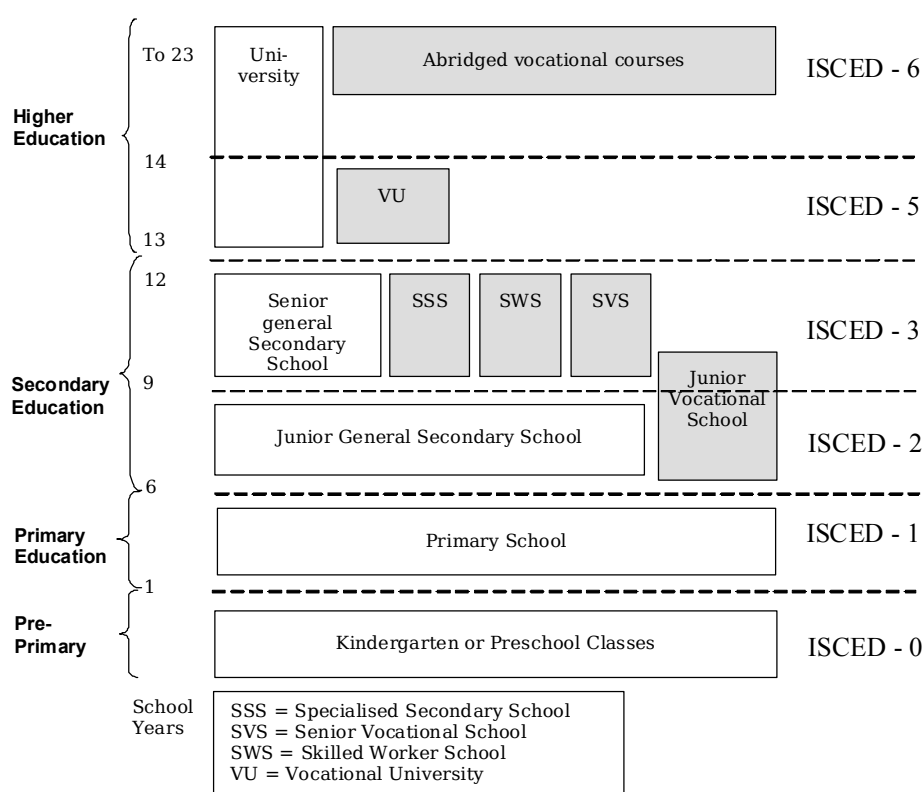 To 23
Uni-
versity
Abridged vocational courses
ISCED - 6
Higher
Education
14
VU
ISCED - 5
13
12
Senior
general
Secondary
School
SSS
SWS
SVS
ISCED - 3
Junior
Vocational
School
9
Secondary
Education
Junior General Secondary School
ISCED - 2
6
Primary
Education
Primary School
ISCED - 1
1
Pre-
Primary
Kindergarten or Preschool Classes
ISCED - 0
School
Years
SSS = Specialised Secondary School
SVS = Senior Vocational School
SWS = Skilled Worker School
VU = Vocational University